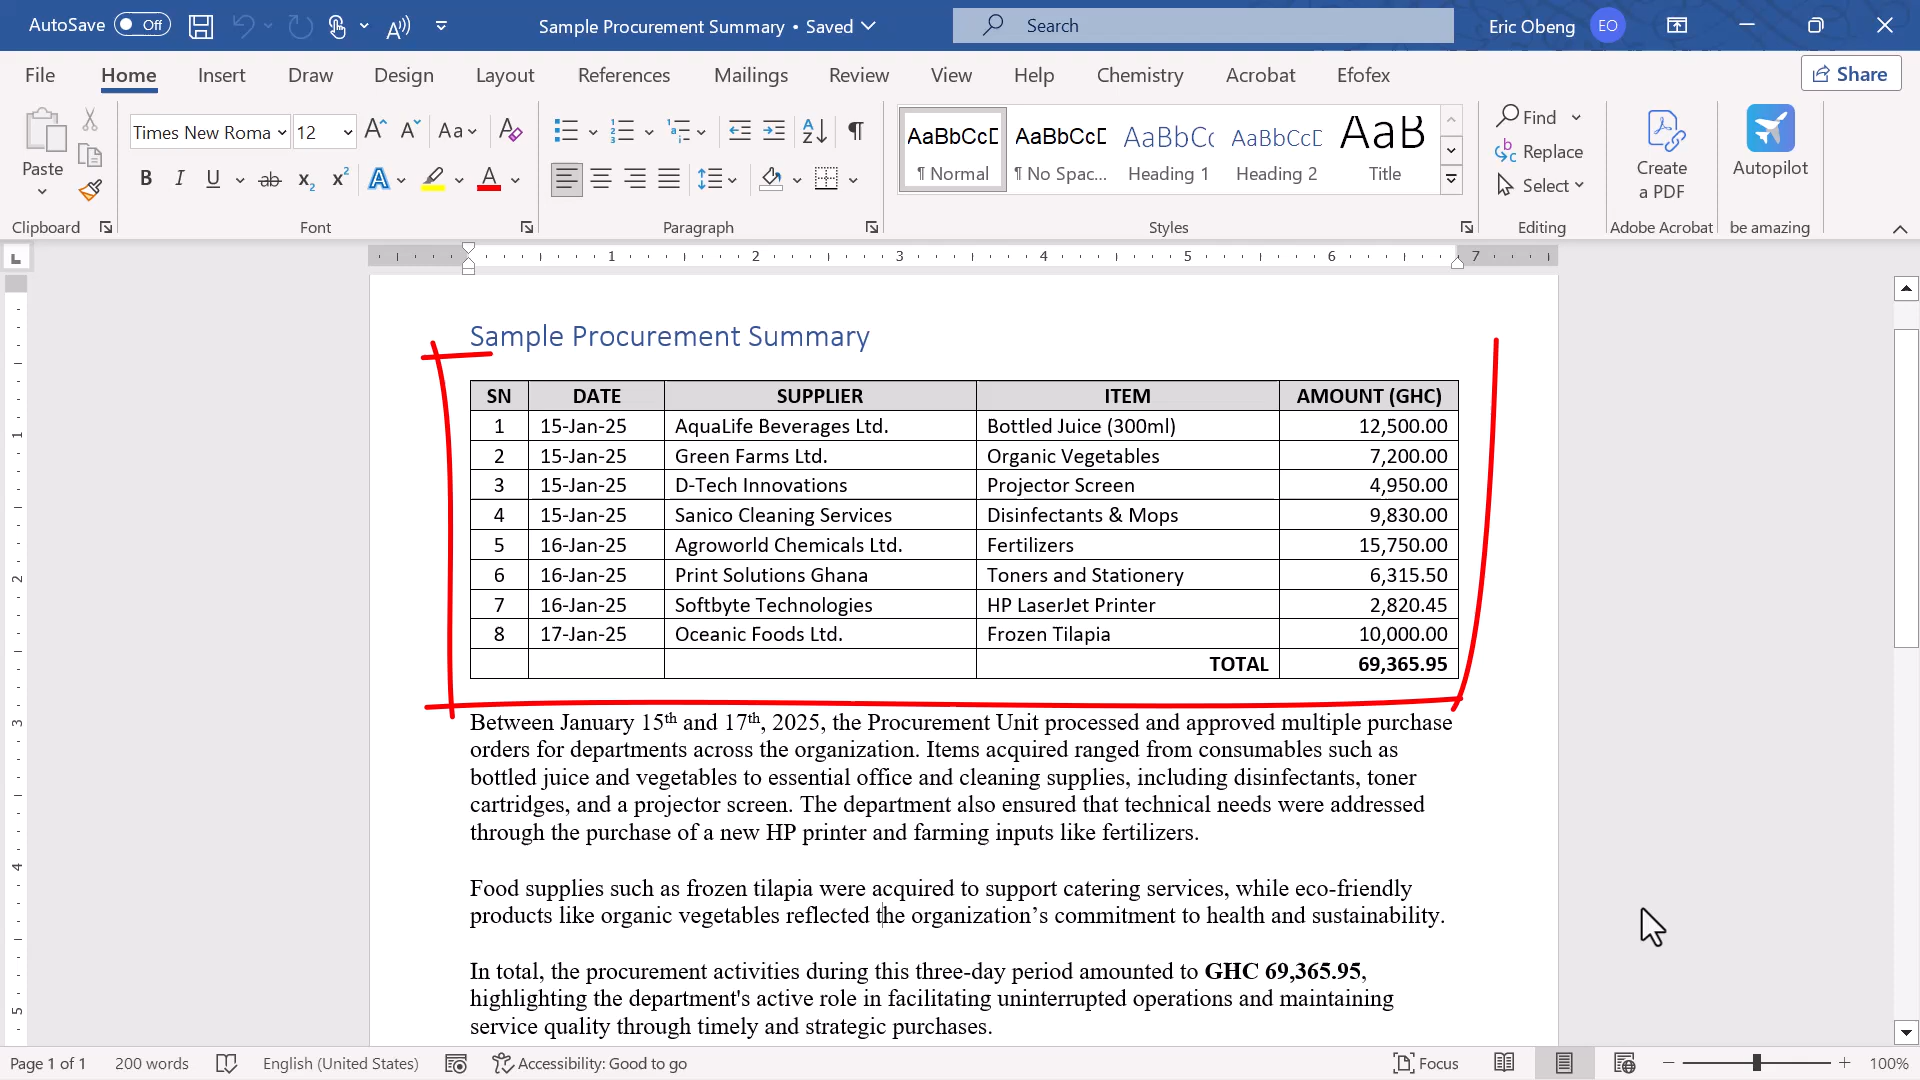 AutoSave Off Sample Procurement Summary • Saved Search Eric Obeng EO
File Home Insert Draw Design Layout References Mailings Review View Help Chemistry Acrobat Efofex Share
Paste
Clipboard
Times New Roma 12
Font
Paragraph
AaBbCcD AaBbCcD AaBbCc AaBbCcD AaB
¶ Normal ¶ No Spac... Heading 1 Heading 2 Title
Styles
Find
Replace
Select
Editing
Create
a PDF
Adobe Acrobat
Autopilot
be amazing
1 2 3 4 5 6 7
Sample Procurement Summary
SN DATE SUPPLIER ITEM AMOUNT (GHC)
1 15-Jan-25 AquaLife Beverages Ltd. Bottled Juice (300ml) 12,500.00
2 15-Jan-25 Green Farms Ltd. Organic Vegetables 7,200.00
3 15-Jan-25 D-Tech Innovations Projector Screen 4,950.00
4 15-Jan-25 Sanico Cleaning Services Disinfectants & Mops 9,830.00
5 16-Jan-25 Agroworld Chemicals Ltd. Fertilizers 15,750.00
6 16-Jan-25 Print Solutions Ghana Toners and Stationery 6,315.50
7 16-Jan-25 Softbyte Technologies HP LaserJet Printer 2,820.45
8 17-Jan-25 Oceanic Foods Ltd. Frozen Tilapia 10,000.00
TOTAL 69,365.95
Between January 15th and 17th, 2025, the Procurement Unit processed and approved multiple purchase
orders for departments across the organization. Items acquired ranged from consumables such as
bottled juice and vegetables to essential office and cleaning supplies, including disinfectants, toner
cartridges, and a projector screen. The department also ensured that technical needs were addressed
through the purchase of a new HP printer and farming inputs like fertilizers.
Food supplies such as frozen tilapia were acquired to support catering services, while eco-friendly
products like organic vegetables reflected the organization’s commitment to health and sustainability.
In total, the procurement activities during this three-day period amounted to GHC 69,365.95,
highlighting the department's active role in facilitating uninterrupted operations and maintaining
service quality through timely and strategic purchases.
1
2
3
4
5
Page 1 of 1 200 words English (United States) Accessibility: Good to go Focus 100%